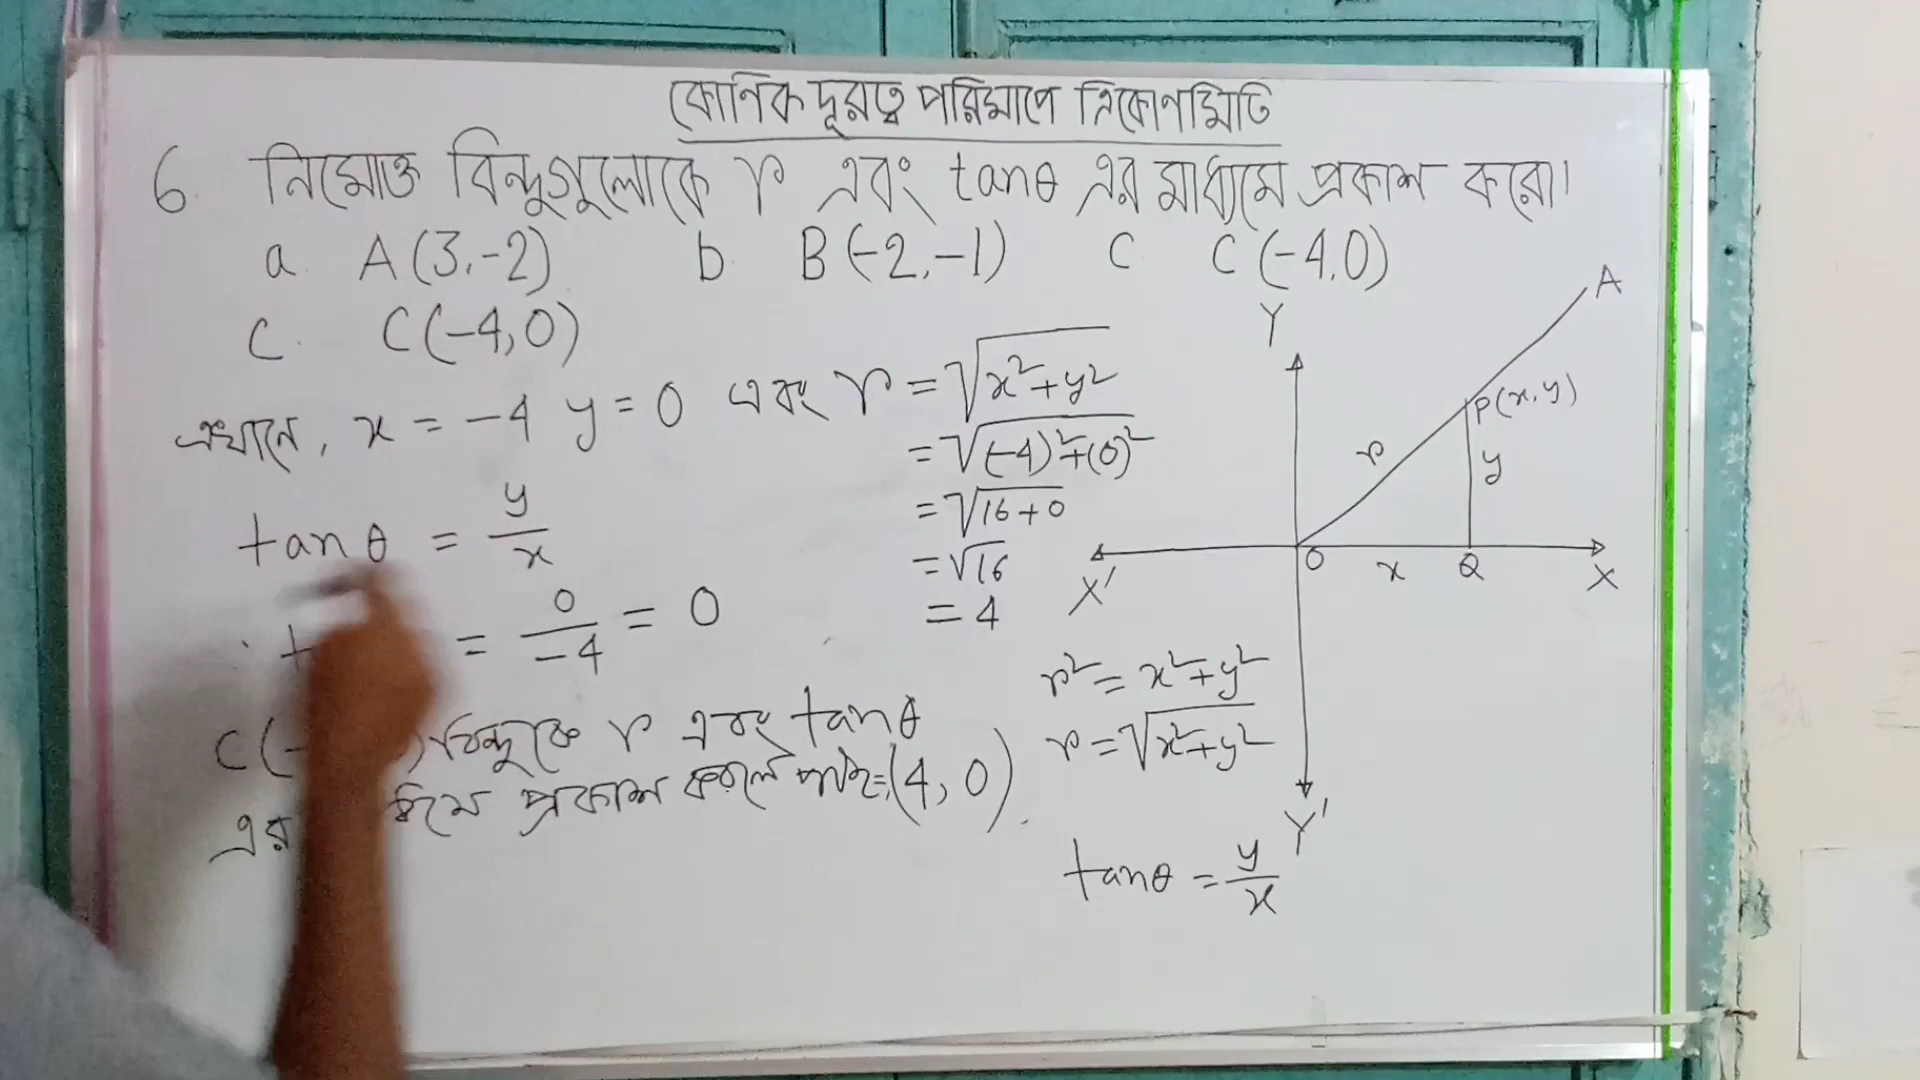 কৌণিক দূরত্ব পরিমাপে ত্রিকোণমিতি
6. নিম্নোক্ত বিন্দুগুলোকে r এবং tanθ এর মাধ্যমে প্রকাশ করো।
a. A(3,-2) b. B(-2,-1) c. C(-4,0)
c. C(-4,0)
এখানে, x = -4 y = 0 এবং r = √x²+y²
= √(-4)²+(0)²
= √16+0
= √16
= 4
tanθ = y/x
= 0/-4 = 0
C(- ) বিন্দুকে r এবং tanθ
এর প্রকাশ করলে পাই, (4, 0)
Y
A
P(x,y)
r
y
X'
O
x
Q
X
Y'
r² = x²+y²
r = √x²+y²
tanθ = y/x